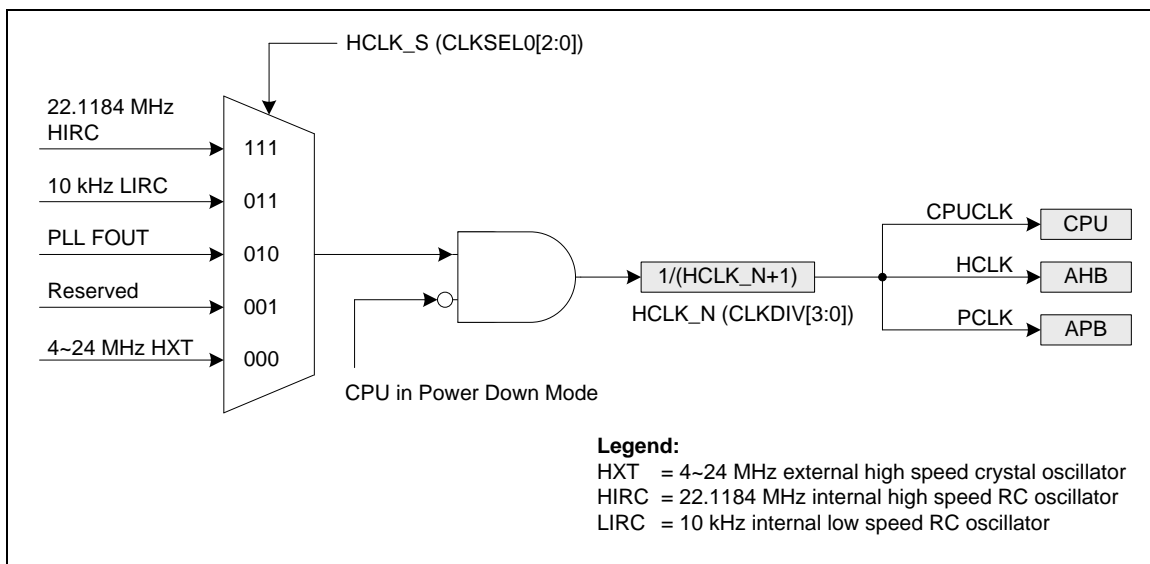 HCLK_S (CLKSEL0[2:0])
22.1184 MHz
HIRC
111
10 kHz LIRC
011
PLL FOUT
010
Reserved
001
4~24 MHz HXT
000
CPU in Power Down Mode
1/(HCLK_N+1)
HCLK_N (CLKDIV[3:0])
CPUCLK
CPU
HCLK
AHB
PCLK
APB
Legend:
HXT = 4~24 MHz external high speed crystal oscillator
HIRC = 22.1184 MHz internal high speed RC oscillator
LIRC = 10 kHz internal low speed RC oscillator